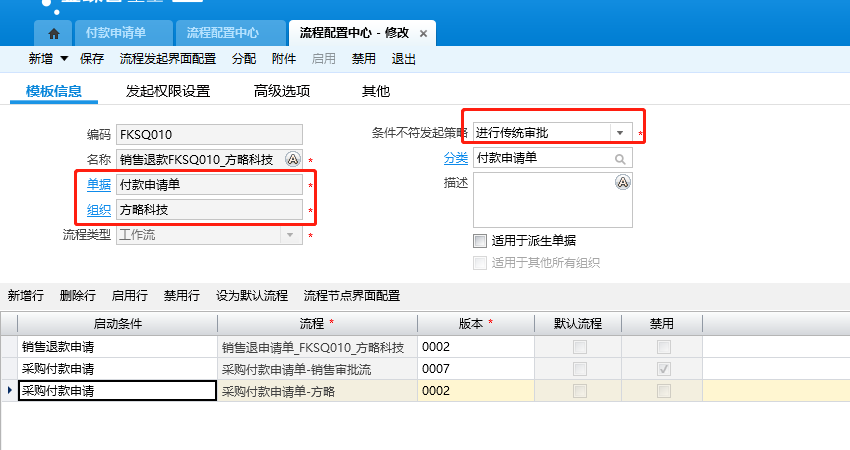 付款申请单 流程配置中心 流程配置中心 - 修改 ×
新增 保存 流程发起界面配置 分配 附件 启用 禁用 退出
模板信息 发起权限设置 高级选项 其他
编码 FKSQ010 条件不符发起策略 进行传统审批 *
名称 销售退款FKSQ010_方略科技 * 分类 付款申请单
单据 付款申请单 * 描述
组织 方略科技 *
流程类型 工作流 * 适用于派生单据
适用于其他所有组织
新增行 删除行 启用行 禁用行 设为默认流程 流程节点界面配置
启动条件 流程 * 版本 * 默认流程 禁用
销售退款申请 销售退申请单_FKSQ010_方略科技 0002
采购付款申请 采购付款申请单-销售审批流 0007
采购付款申请 采购付款申请单-方略 0002